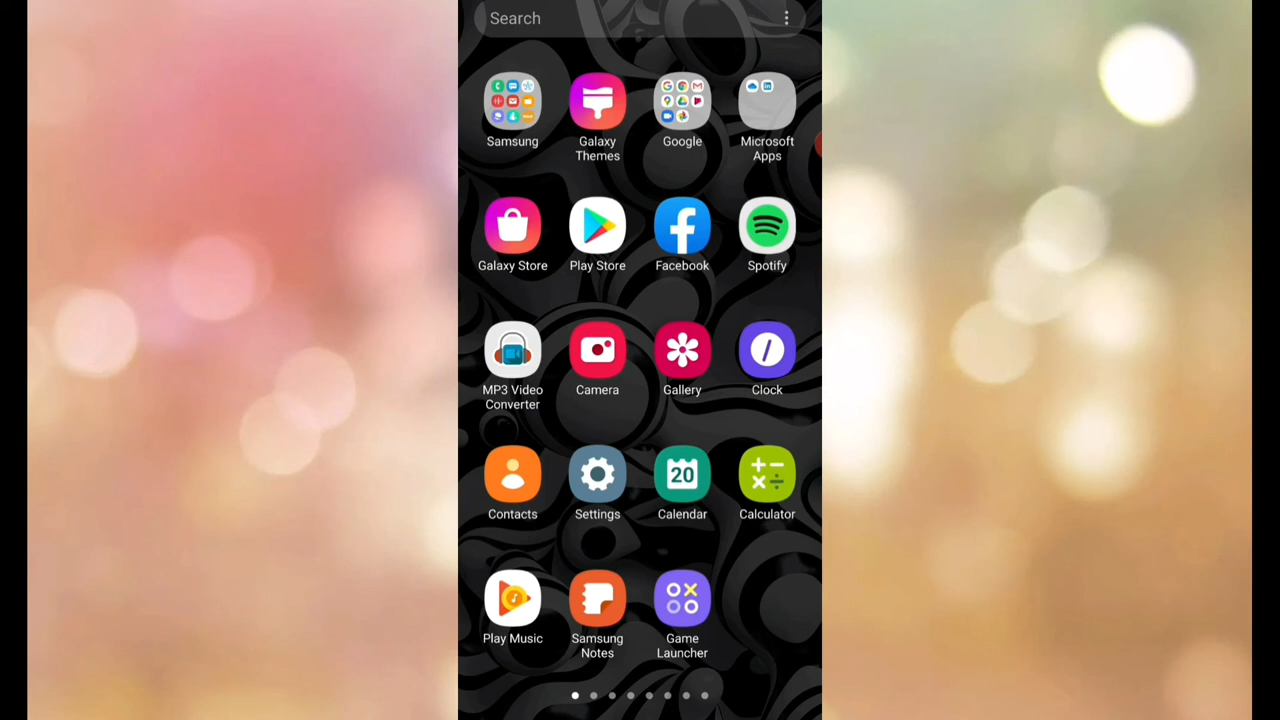 Search
Samsung
Galaxy
Themes
Google
Microsoft
Apps
Galaxy Store
Play Store
Facebook
Spotify
MP3 Video
Converter
Camera
Gallery
Clock
Contacts
Settings
20
Calendar
Calculator
Play Music
Samsung
Notes
Game
Launcher